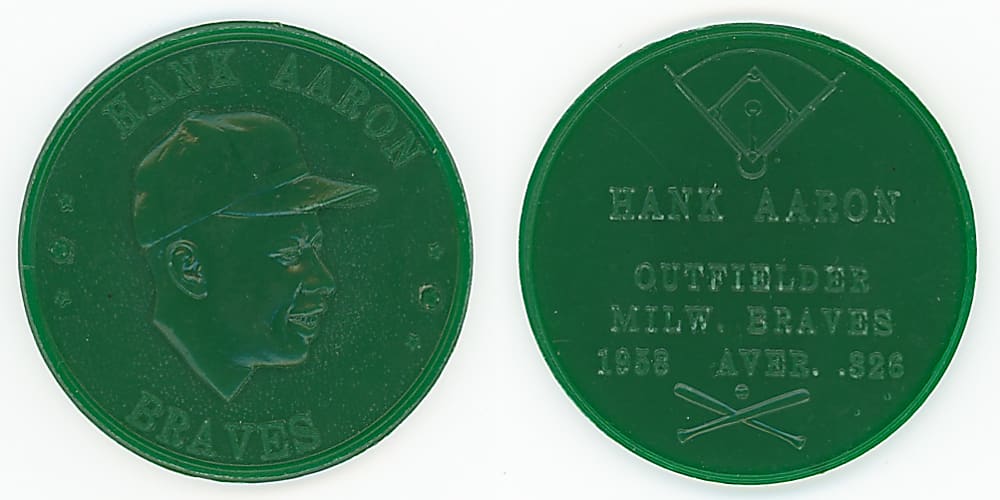 HANK AARON
BRAVES
HANK AARON
OUTFIELDER
MILW. BRAVES
1958 AVER. .326